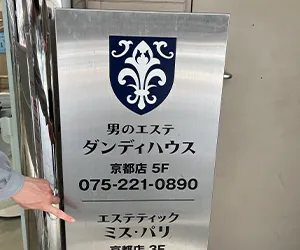 男のエステ
ダンディハウス
京都店 5F
075-221-0890
エステティック
ミス・パリ
京都店 3F